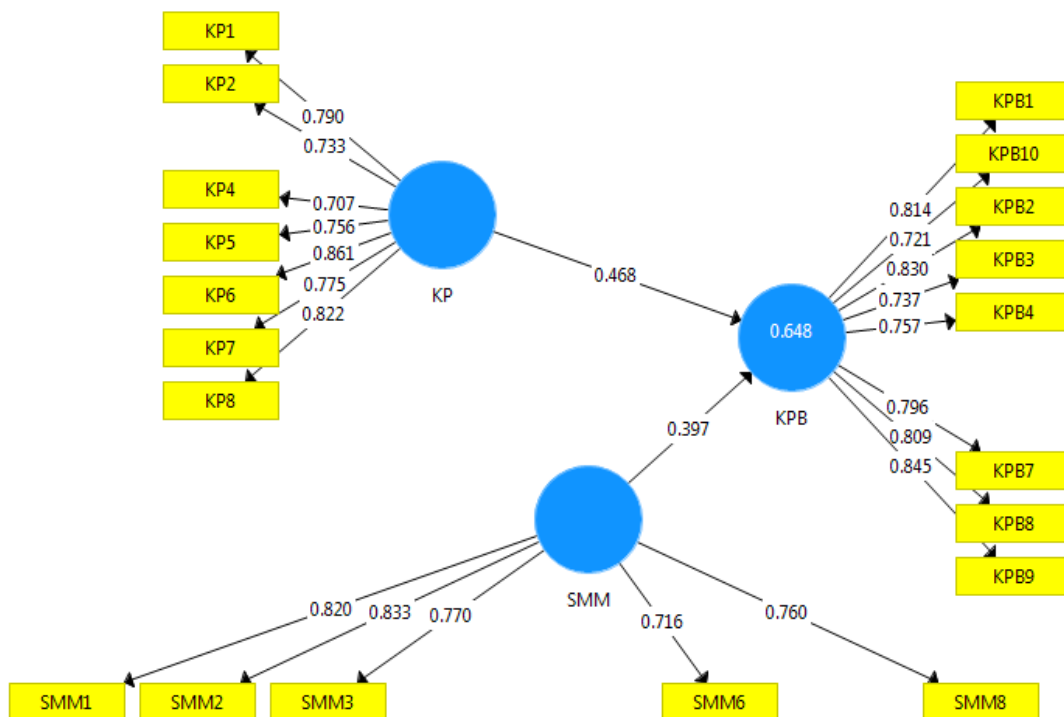 KP1
KP2
KP4
KP5
KP6
KP7
KP8
0.790
0.733
0.707
0.756
0.861
0.775
0.822
KP
0.468
KPB1
KPB10
KPB2
KPB3
KPB4
0.814
0.721
0.830
0.737
0.757
0.648
KPB
0.796
0.809
0.845
KPB7
KPB8
KPB9
0.397
SMM
0.820
0.833
0.770
0.716
0.760
SMM1
SMM2
SMM3
SMM6
SMM8